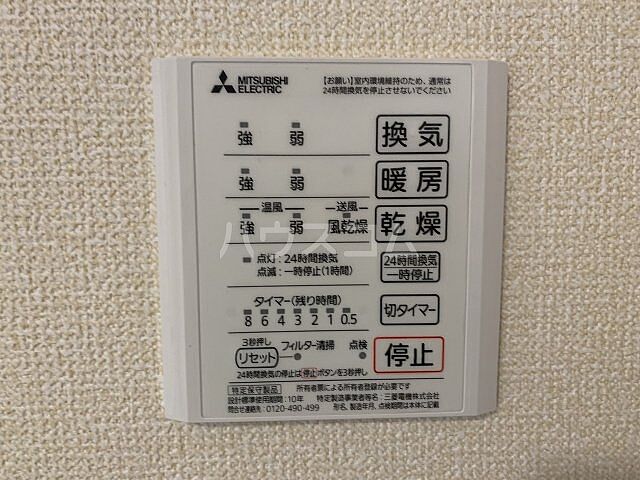 MITSUBISHI ELECTRIC
【お願い】室内環境維持のため、通常は
24時間換気を停止させないでください
強 弱 換気
強 弱 暖房
温風 送風
強 弱 風乾燥 乾燥
点灯:24時間換気
点滅:一時停止(1時間)
24時間換気
一時停止
タイマー(残り時間)
8 6 4 3 2 1 0.5
切タイマー
3秒押し
リセット フィルター清掃 点検
停止
24時間換気の停止は停止ボタンを3秒押し
特定保守製品 所有者票による所有者登録が必要です
設計標準使用期間:10年 特定製造事業者等名:三菱電機株式会社
問合せ連絡先:0120-490-499 形名、製造年月、点検期間は本体に記載
ハウスコム